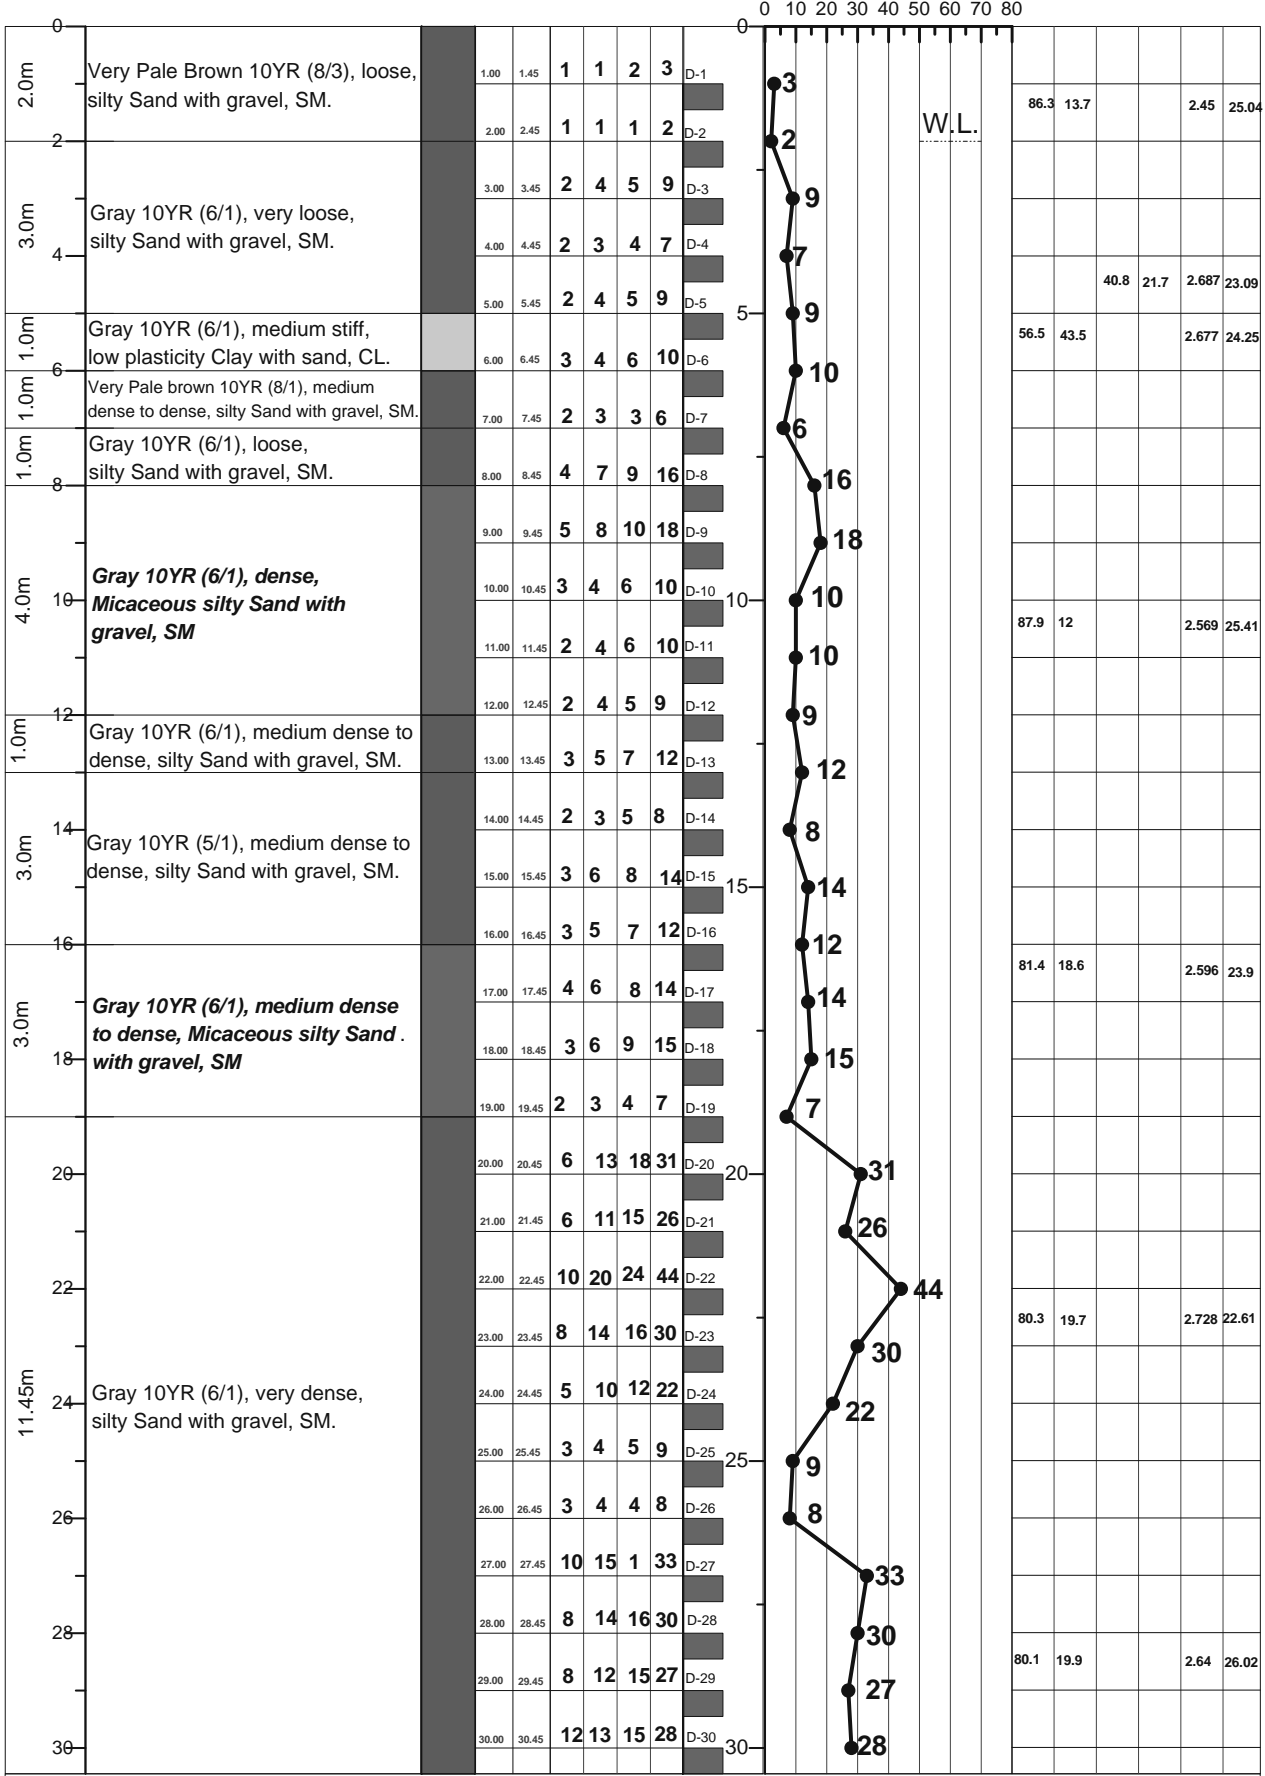 0 10 20 30 40 50 60 70 80
0 0
2.0m Very Pale Brown 10YR (8/3), loose,
silty Sand with gravel, SM.
1.00 1.45 1 1 2 3 D-1 3
86.3 13.7 2.45 25.04
W.L.
2 2.00 2.45 1 1 1 2 D-2 2
3.00 3.45 2 4 5 9 D-3 9
3.0m Gray 10YR (6/1), very loose,
silty Sand with gravel, SM.
4 4.00 4.45 2 3 4 7 D-4 7
40.8 21.7 2.687 23.09
5.00 5.45 2 4 5 9 D-5 5 9
1.0m Gray 10YR (6/1), medium stiff,
low plasticity Clay with sand, CL.
56.5 43.5 2.677 24.25
6 6.00 6.45 3 4 6 10 D-6 10
1.0m Very Pale brown 10YR (8/1), medium
dense to dense, silty Sand with gravel, SM.
7.00 7.45 2 3 3 6 D-7 6
1.0m Gray 10YR (6/1), loose,
silty Sand with gravel, SM.
8 8.00 8.45 4 7 9 16 D-8 16
9.00 9.45 5 8 10 18 D-9 18
4.0m Gray 10YR (6/1), dense,
Micaceous silty Sand with
gravel, SM
10 10.00 10.45 3 4 6 10 D-10 10 10
87.9 12 2.569 25.41
11.00 11.45 2 4 6 10 D-11 10
12 12.00 12.45 2 4 5 9 D-12 9
1.0m Gray 10YR (6/1), medium dense to
dense, silty Sand with gravel, SM.
13.00 13.45 3 5 7 12 D-13 12
14 14.00 14.45 2 3 5 8 D-14 8
3.0m Gray 10YR (5/1), medium dense to
dense, silty Sand with gravel, SM.
15.00 15.45 3 6 8 14 D-15 15 14
16 16.00 16.45 3 5 7 12 D-16 12
81.4 18.6 2.596 23.9
17.00 17.45 4 6 8 14 D-17 14
3.0m Gray 10YR (6/1), medium dense
to dense, Micaceous silty Sand .
with gravel, SM
18 18.00 18.45 3 6 9 15 D-18 15
19.00 19.45 2 3 4 7 D-19 7
20 20.00 20.45 6 13 18 31 D-20 20 31
21.00 21.45 6 11 15 26 D-21 26
22 22.00 22.45 10 20 24 44 D-22 44
80.3 19.7 2.728 22.61
23.00 23.45 8 14 16 30 D-23 30
11.45m Gray 10YR (6/1), very dense,
silty Sand with gravel, SM.
24 24.00 24.45 5 10 12 22 D-24 22
25.00 25.45 3 4 5 9 D-25 25 9
26 26.00 26.45 3 4 4 8 D-26 8
27.00 27.45 10 15 1 33 D-27 33
28 28.00 28.45 8 14 16 30 D-28 30
80.1 19.9 2.64 26.02
29.00 29.45 8 12 15 27 D-29 27
30 30.00 30.45 12 13 15 28 D-30 30 28